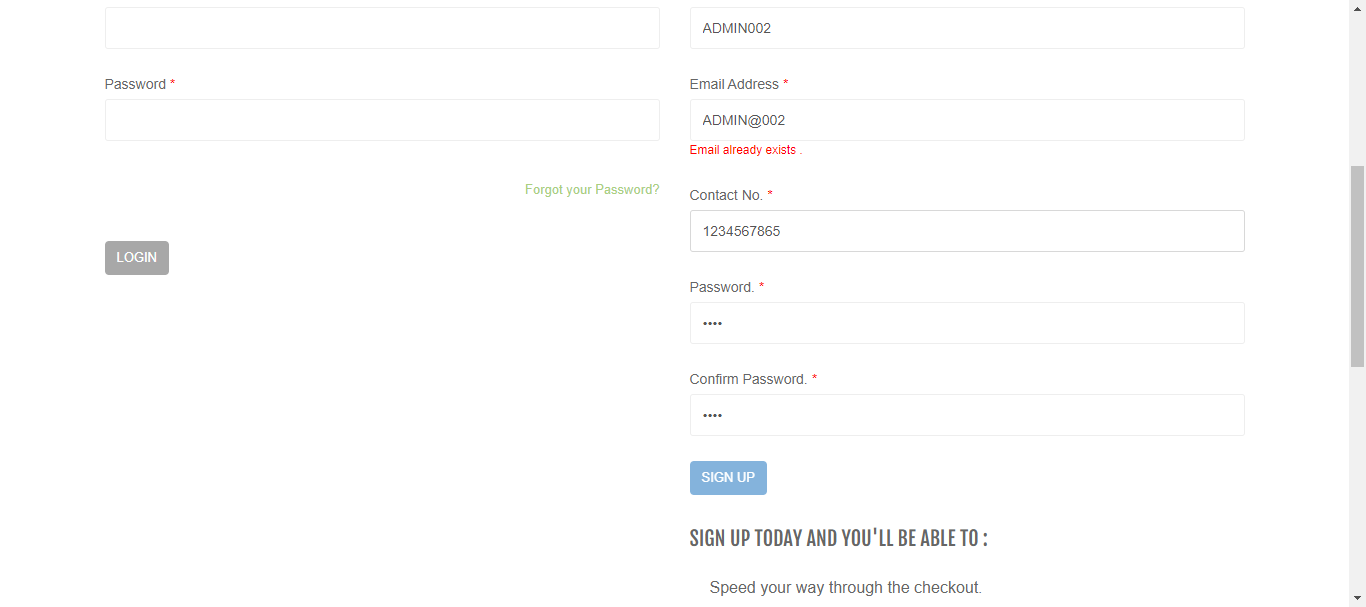 Password *
Forgot your Password?
LOGIN
ADMIN002
Email Address *
ADMIN@002
Email already exists .
Contact No. *
1234567865
Password. *
••••
Confirm Password. *
••••
SIGN UP
SIGN UP TODAY AND YOU'LL BE ABLE TO :
Speed your way through the checkout.